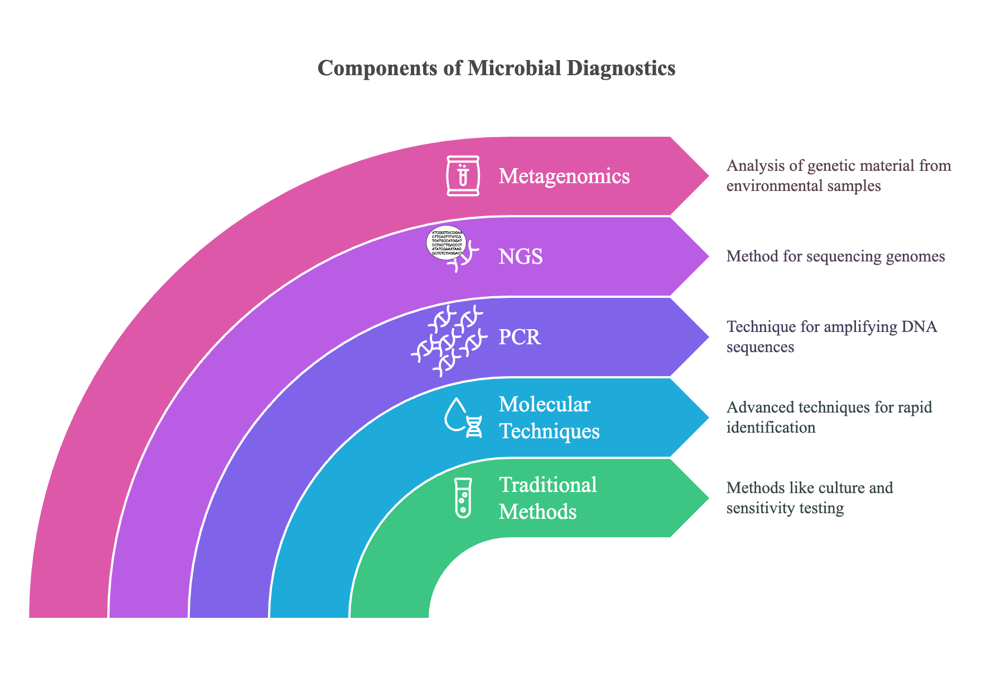 Components of Microbial Diagnostics
Metagenomics
Analysis of genetic material from
environmental samples
NGS
Method for sequencing genomes
PCR
Technique for amplifying DNA
sequences
Molecular
Techniques
Advanced techniques for rapid
identification
Traditional
Methods
Methods like culture and
sensitivity testing